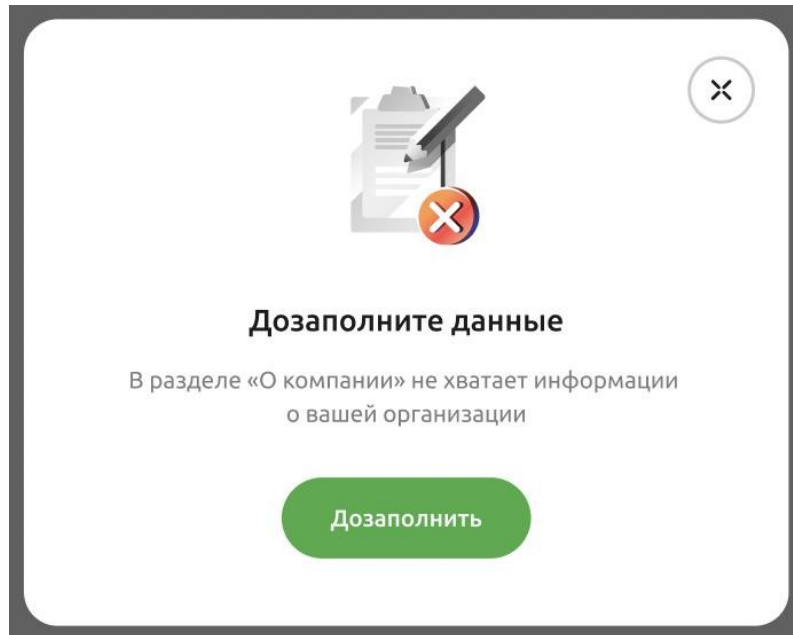 Дозаполните данные
В разделе «О компании» не хватает информации
о вашей организации
Дозаполнить